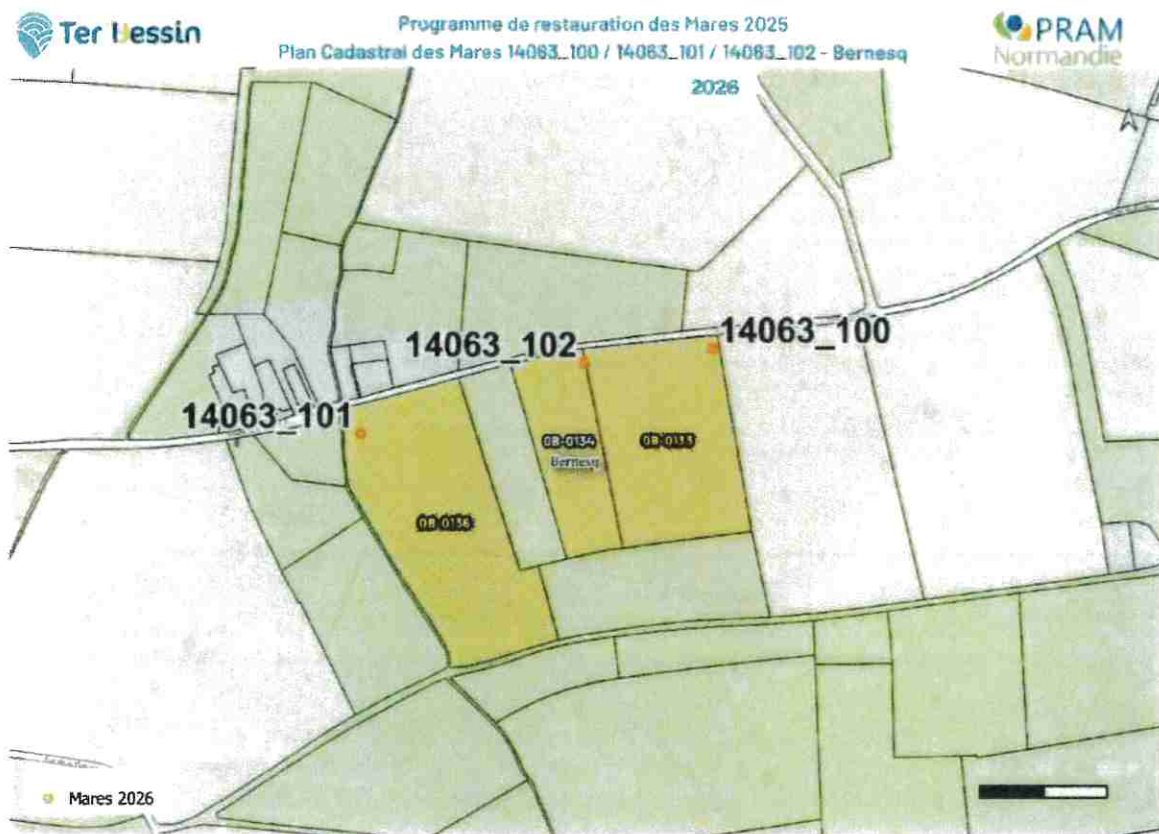 Ter Bessin
Programme de restauration des Mares 2025
Plan Cadastral des Mares 14063_100 / 14063_101 / 14063_102 - Bernesq
2026
PRAM
Normandie
14063_102
14063_100
14063_101
0B-0134
Bernesq
0B-0133
0B-0136
Mares 2026